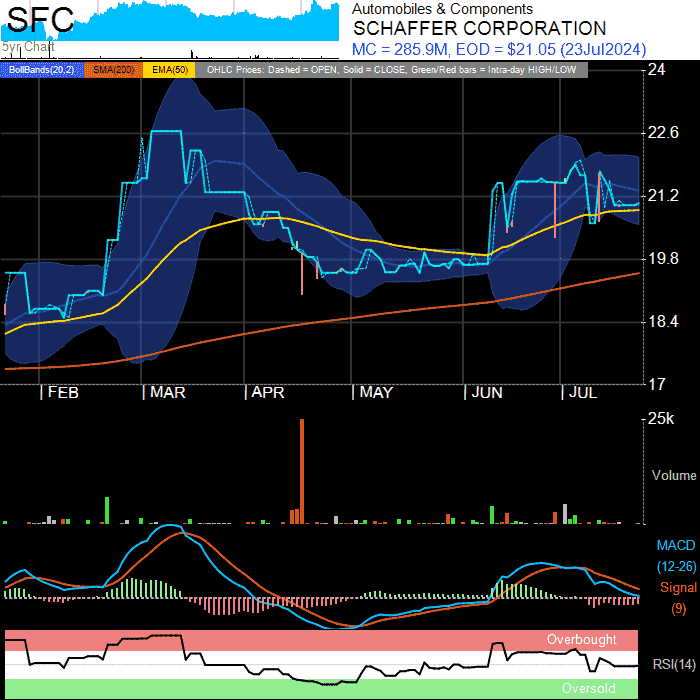 SFC
5yr Chart
Automobiles & Components
SCHAFFER CORPORATION
MC = 285.9M, EOD = $21.05 (23Jul2024)
BollBands(20,2) SMA(200) EMA(50) OHLC Prices: Dashed = OPEN, Solid = CLOSE, Green/Red bars = Intra-day HIGH/LOW
24
22.6
21.2
19.8
18.4
17
FEB MAR APR MAY JUN JUL
25k
Volume
MACD
(12-26)
Signal
(9)
Overbought
RSI(14)
Oversold